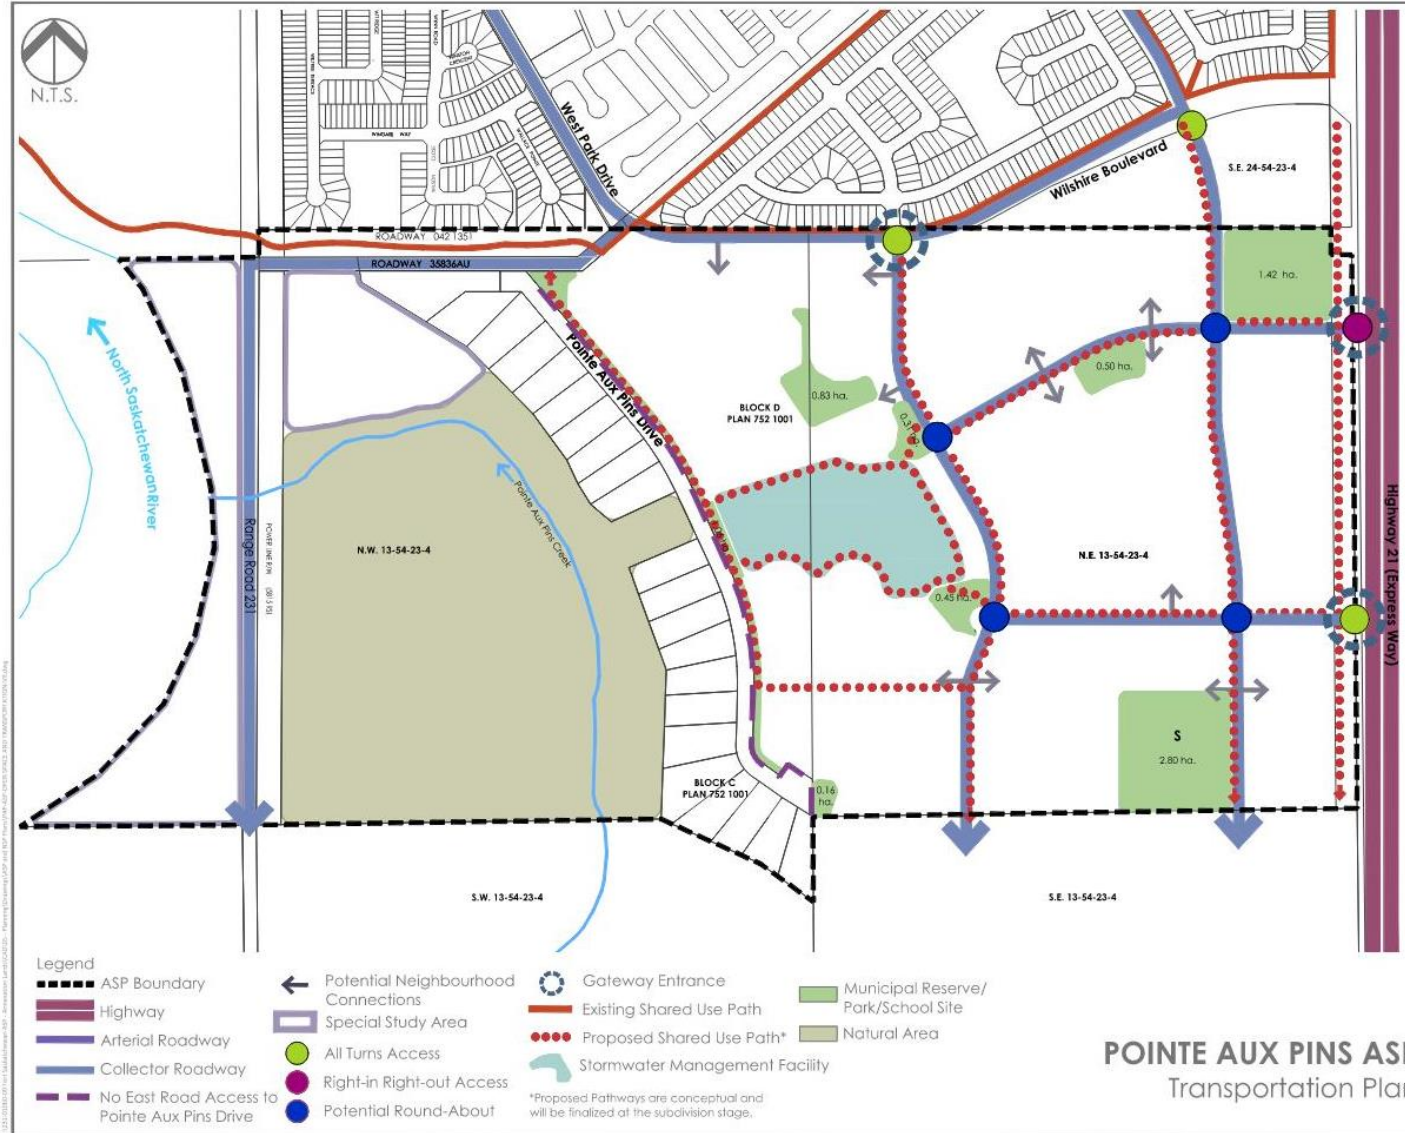 N.T.S.
West Park Drive
Wilshire Boulevard
S.E. 24-54-23-4
ROADWAY 042 1351
ROADWAY 35836AU
1.42 ha.
North Saskatchewan River
Pointe Aux Pins Drive
0.50 ha.
0.83 ha.
BLOCK D
PLAN 752 1001
0.31 ha.
Pointe Aux Pins Creek
Range Road 231
POWER LINE R/W
N.W. 13-54-23-4
N.E. 13-54-23-4
Highway 21 (Express Way)
0.45 ha.
S
2.80 ha.
BLOCK C
PLAN 752 1001
0.16
ha.
S.W. 13-54-23-4
S.E. 13-54-23-4
Legend
ASP Boundary
Highway
Arterial Roadway
Collector Roadway
No East Road Access to
Pointe Aux Pins Drive
Potential Neighbourhood
Connections
Special Study Area
All Turns Access
Right-in Right-out Access
Potential Round-About
Gateway Entrance
Existing Shared Use Path
Proposed Shared Use Path*
Stormwater Management Facility
*Proposed Pathways are conceptual and
will be finalized at the subdivision stage.
Municipal Reserve/
Park/School Site
Natural Area
POINTE AUX PINS ASP
Transportation Plan